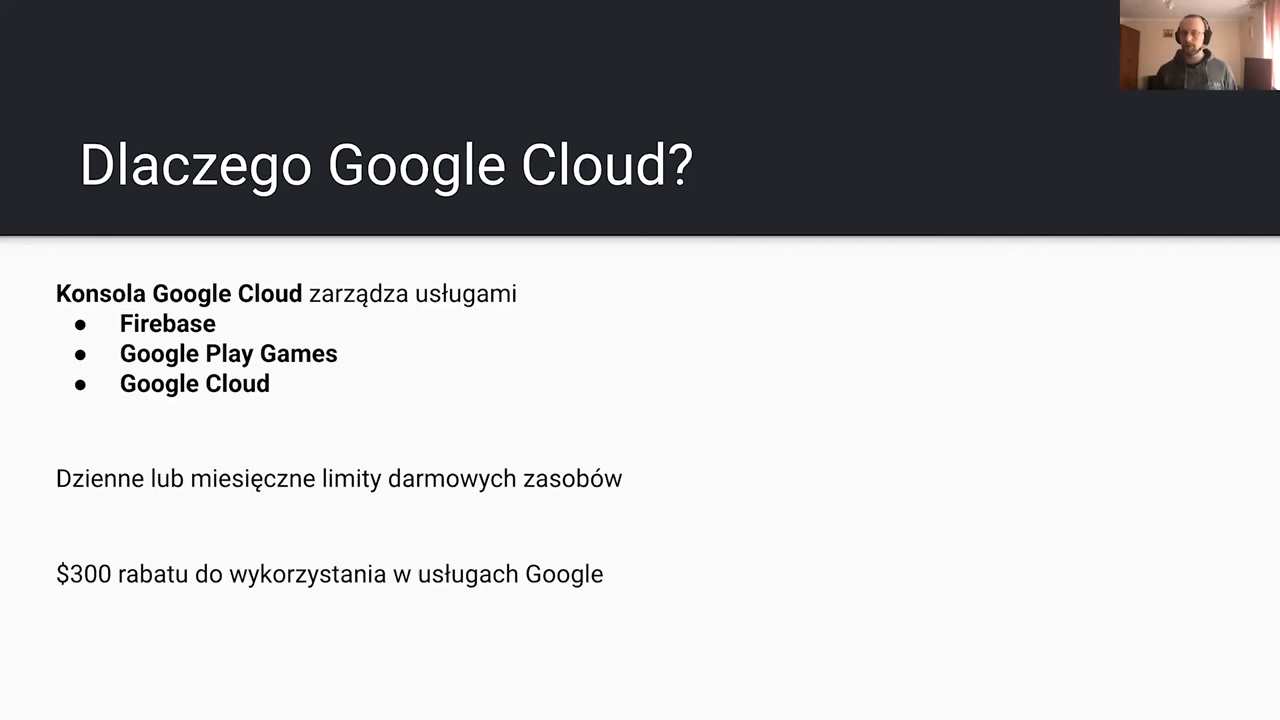 Dlaczego Google Cloud?
Konsola Google Cloud zarządza usługami
● Firebase
● Google Play Games
● Google Cloud
Dzienne lub miesięczne limity darmowych zasobów
$300 rabatu do wykorzystania w usługach Google